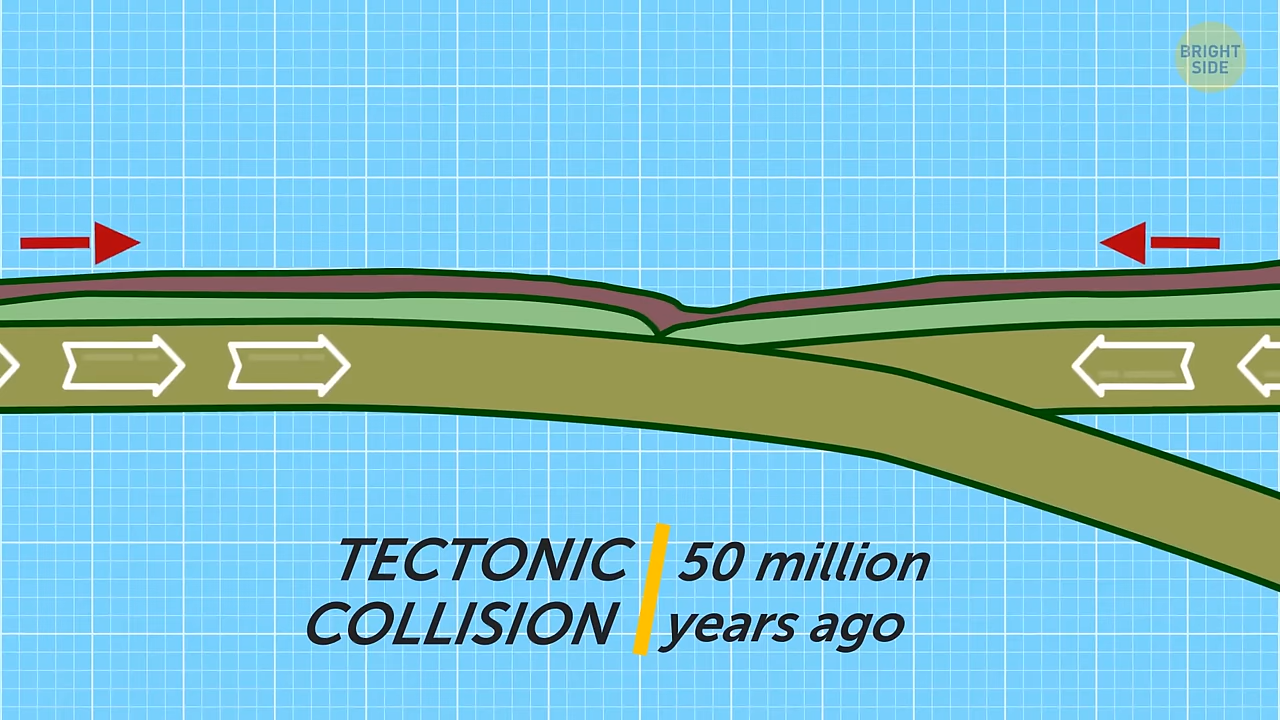 BRIGHT
SIDE
TECTONIC
COLLISION
50 million
years ago